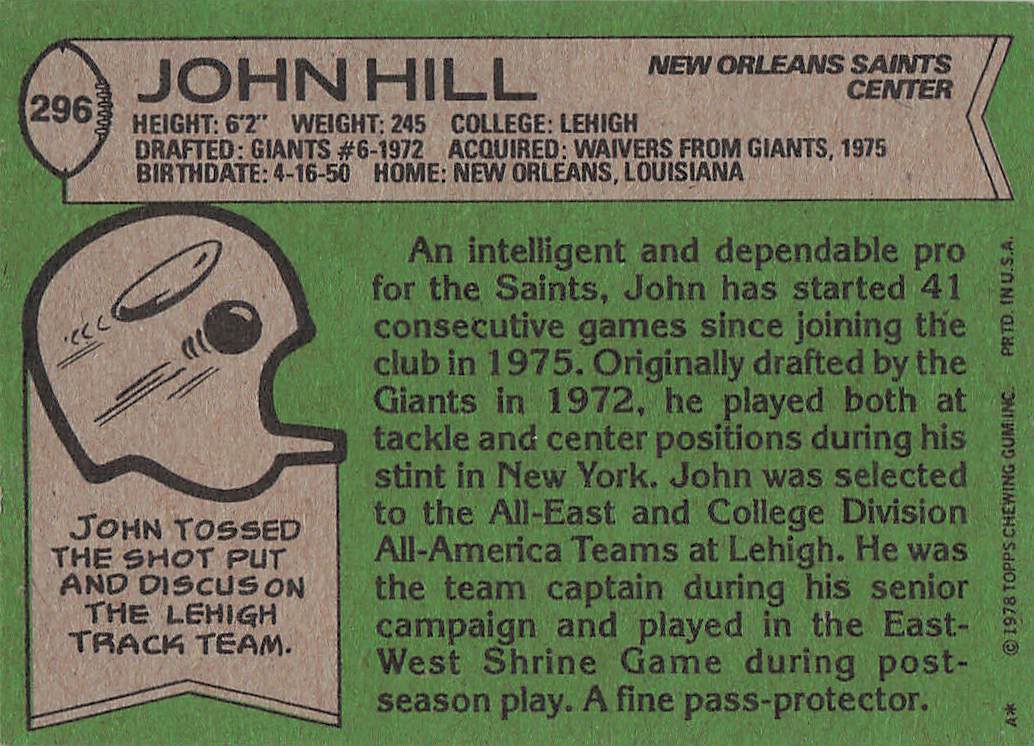 296
JOHN HILL
NEW ORLEANS SAINTS
CENTER
HEIGHT: 6'2" WEIGHT: 245 COLLEGE: LEHIGH
DRAFTED: GIANTS #6-1972 ACQUIRED: WAIVERS FROM GIANTS, 1975
BIRTHDATE: 4-16-50 HOME: NEW ORLEANS, LOUISIANA
JOHN TOSSED
THE SHOT PUT
AND DISCUS ON
THE LEHIGH
TRACK TEAM.
An intelligent and dependable pro
for the Saints, John has started 41
consecutive games since joining the
club in 1975. Originally drafted by the
Giants in 1972, he played both at
tackle and center positions during his
stint in New York. John was selected
to the All-East and College Division
All-America Teams at Lehigh. He was
the team captain during his senior
campaign and played in the East-
West Shrine Game during post-
season play. A fine pass-protector.
A* © 1978 TOPPS CHEWING GUM INC. PRTD. IN U.S.A.